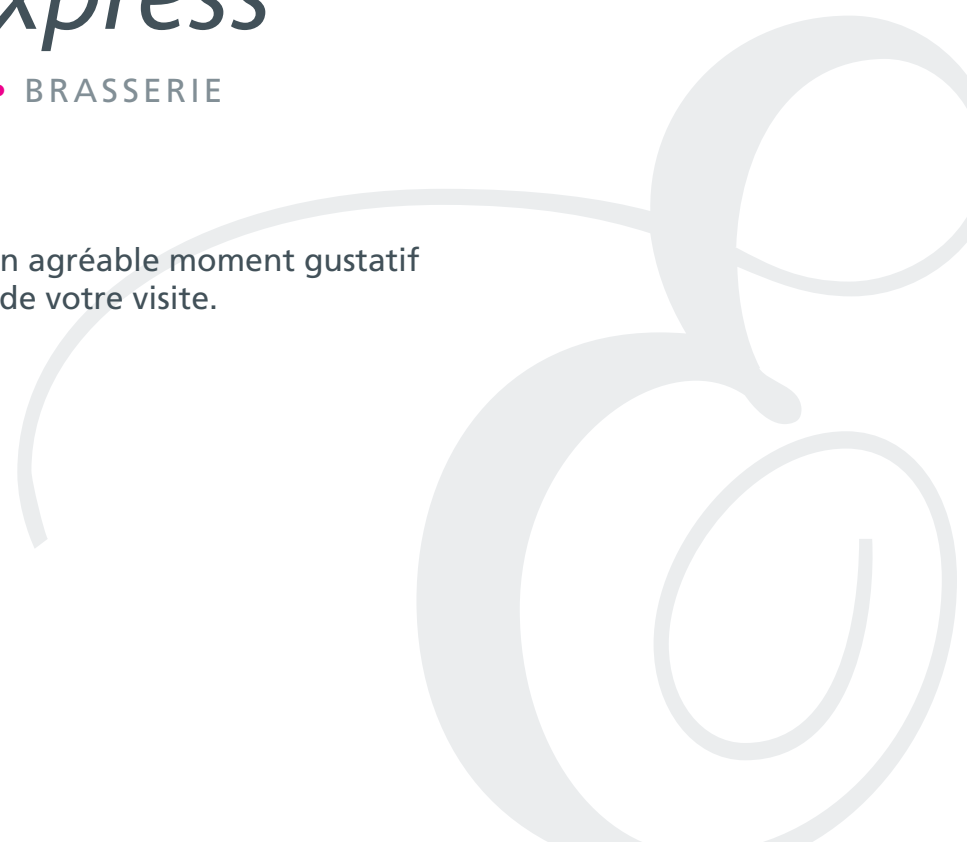 xpress
• BRASSERIE
n agréable moment gustatif
de votre visite.